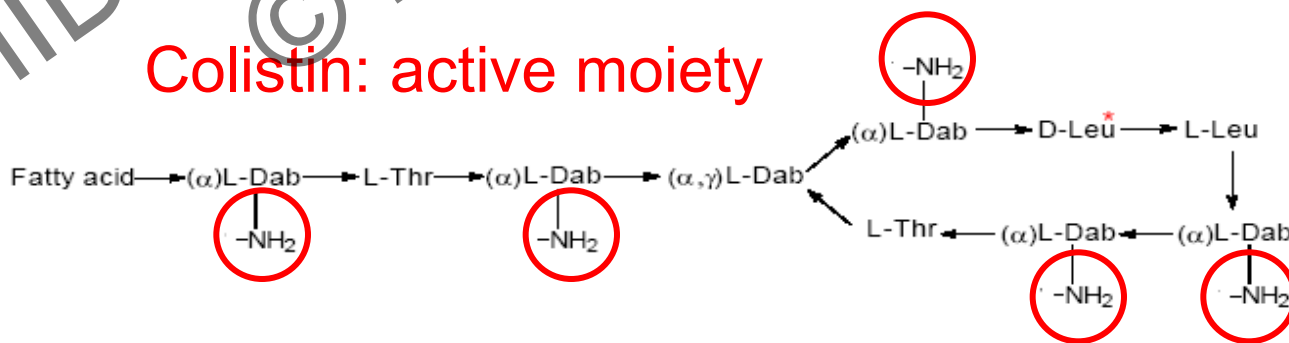 ©
Colistin: active moiety
-NH₂
(α)L-Dab D-Leu* L-Leu
Fatty acid (α)L-Dab L-Thr (α)L-Dab (α,γ)L-Dab
L-Thr (α)L-Dab (α)L-Dab
-NH₂ -NH₂
-NH₂ -NH₂